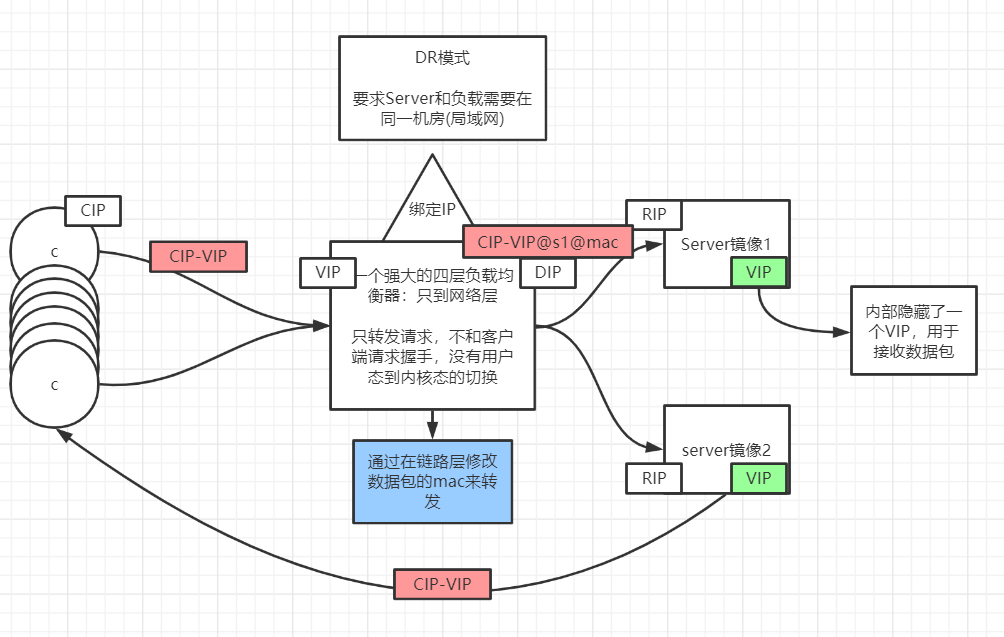 DR模式
要求Server和负载需要在
同一机房(局域网)
绑定IP
CIP
c
CIP-VIP
c
VIP
CIP-VIP@s1@mac
DIP
一个强大的四层负载均
衡器：只到网络层
只转发请求，不和客户
端请求握手，没有用户
态到内核态的切换
通过在链路层修改
数据包的mac来转
发
RIP
Server镜像1
VIP
内部隐藏了一
个VIP，用于
接收数据包
server镜像2
RIP
VIP
CIP-VIP